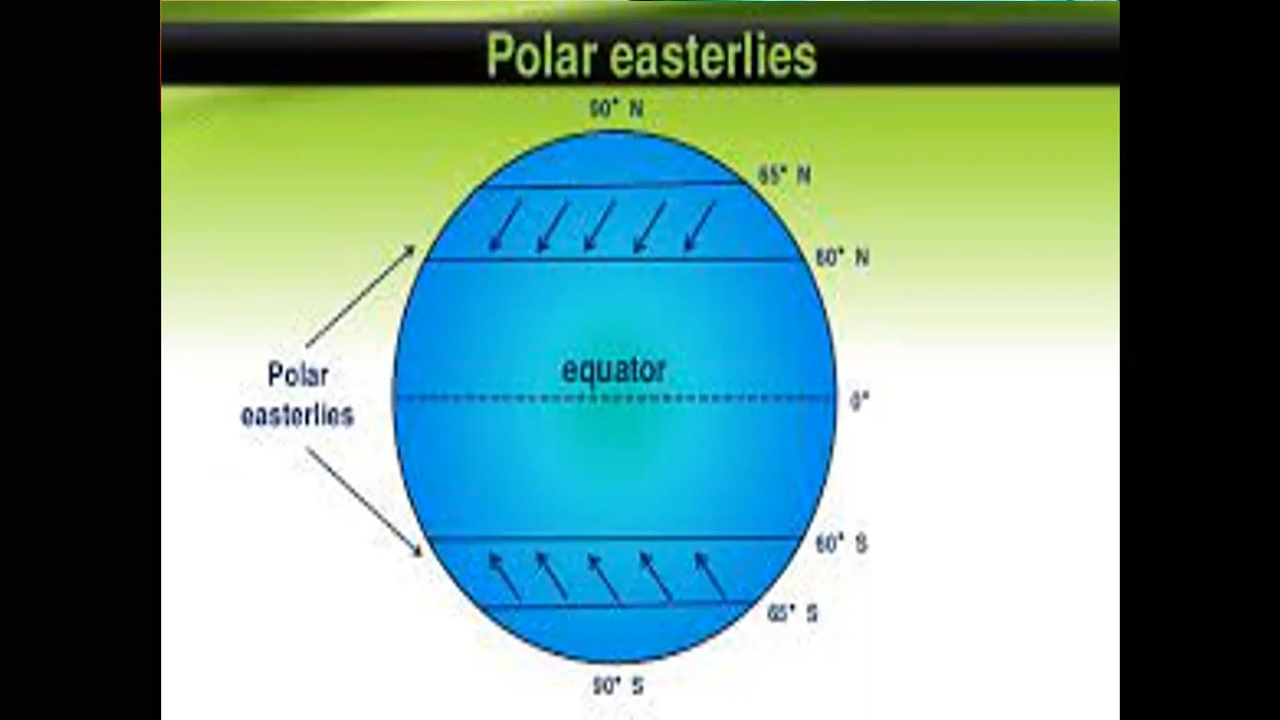 Polar easterlies
90° N
65° N
60° N
equator
Polar
easterlies
0°
60° S
65° S
90° S